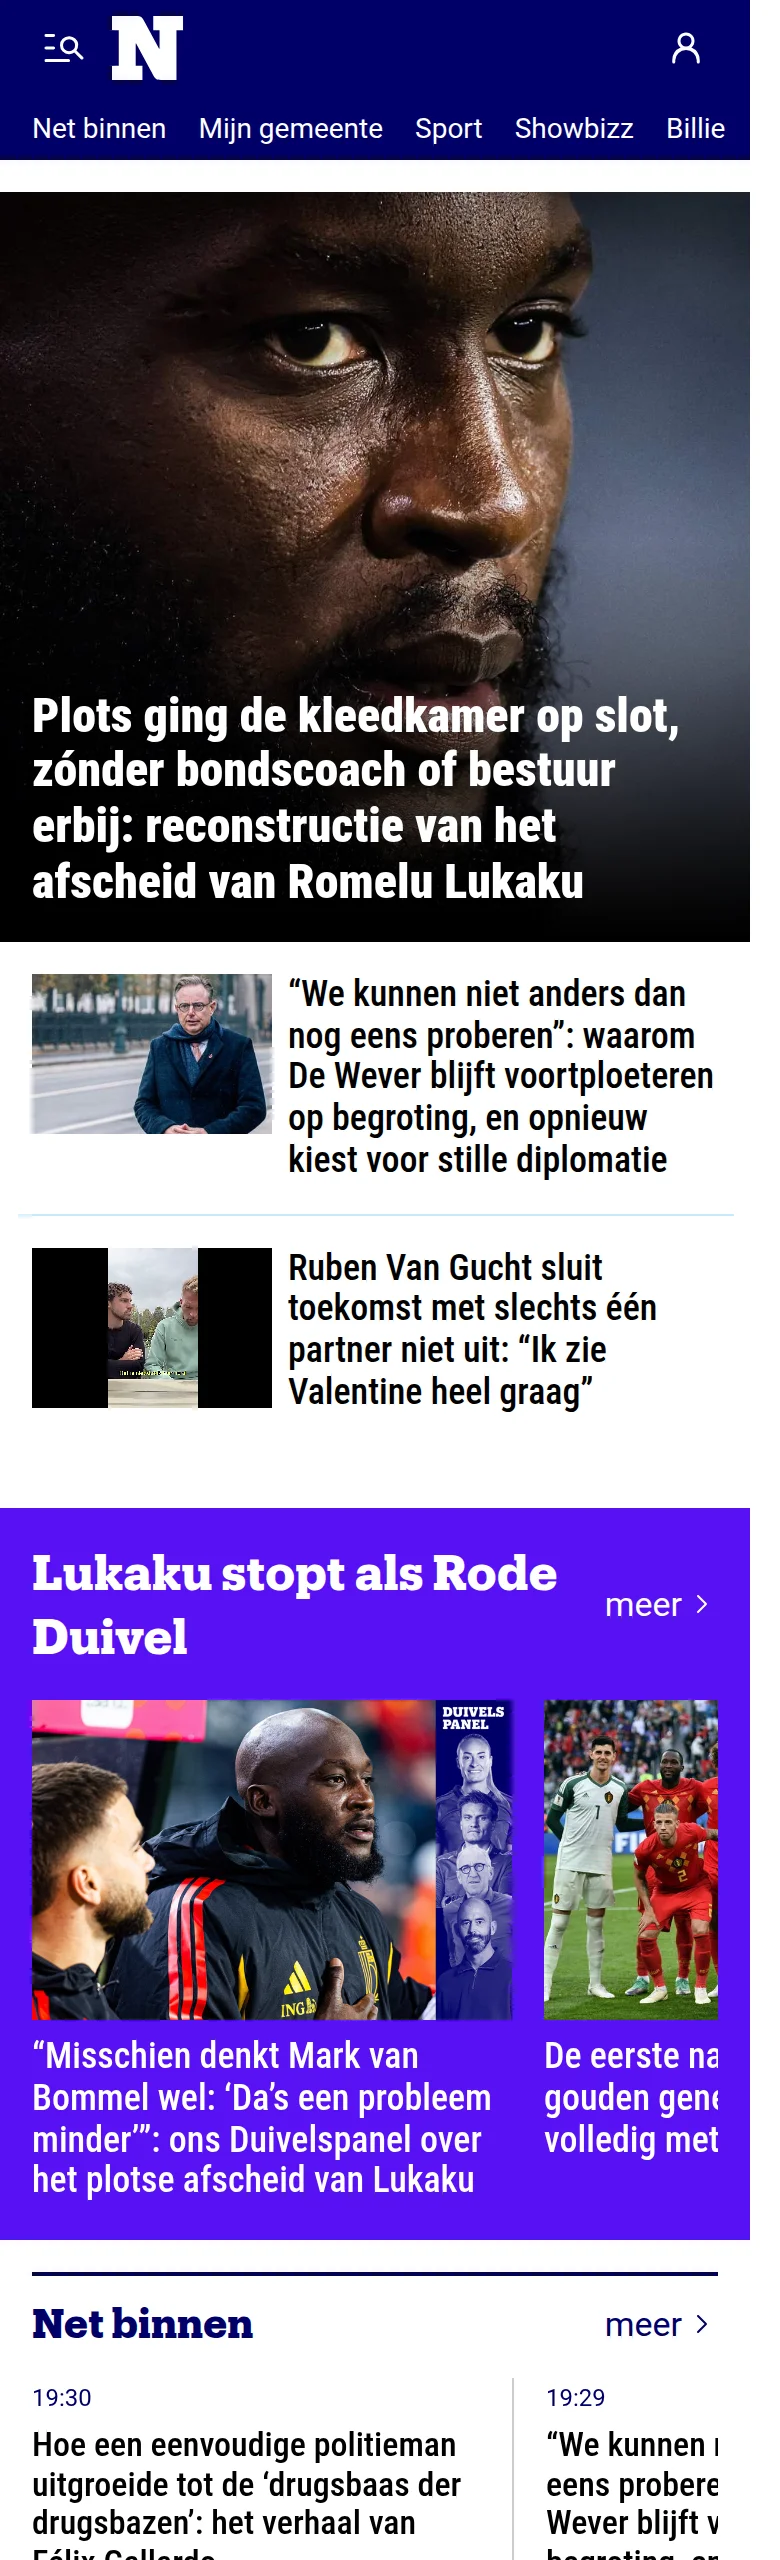 N
Net binnen Mijn gemeente Sport Showbizz Billie
Plots ging de kleedkamer op slot,
zónder bondscoach of bestuur
erbij: reconstructie van het
afscheid van Romelu Lukaku
“We kunnen niet anders dan
nog eens proberen”: waarom
De Wever blijft voortploeteren
op begroting, en opnieuw
kiest voor stille diplomatie
Ruben Van Gucht sluit
toekomst met slechts één
partner niet uit: “Ik zie
Valentine heel graag”
Lukaku stopt als Rode
Duivel
meer
DUIVELS
PANEL
1
2
ING
“Misschien denkt Mark van
Bommel wel: ‘Da’s een probleem
minder’”: ons Duivelspanel over
het plotse afscheid van Lukaku
De eerste na
gouden gene
volledig met
Net binnen
meer
19:30
Hoe een eenvoudige politieman
uitgroeide tot de ‘drugsbaas der
drugsbazen’: het verhaal van
Félix Gallardo
19:29
“We kunnen
eens probere
Wever blijft v